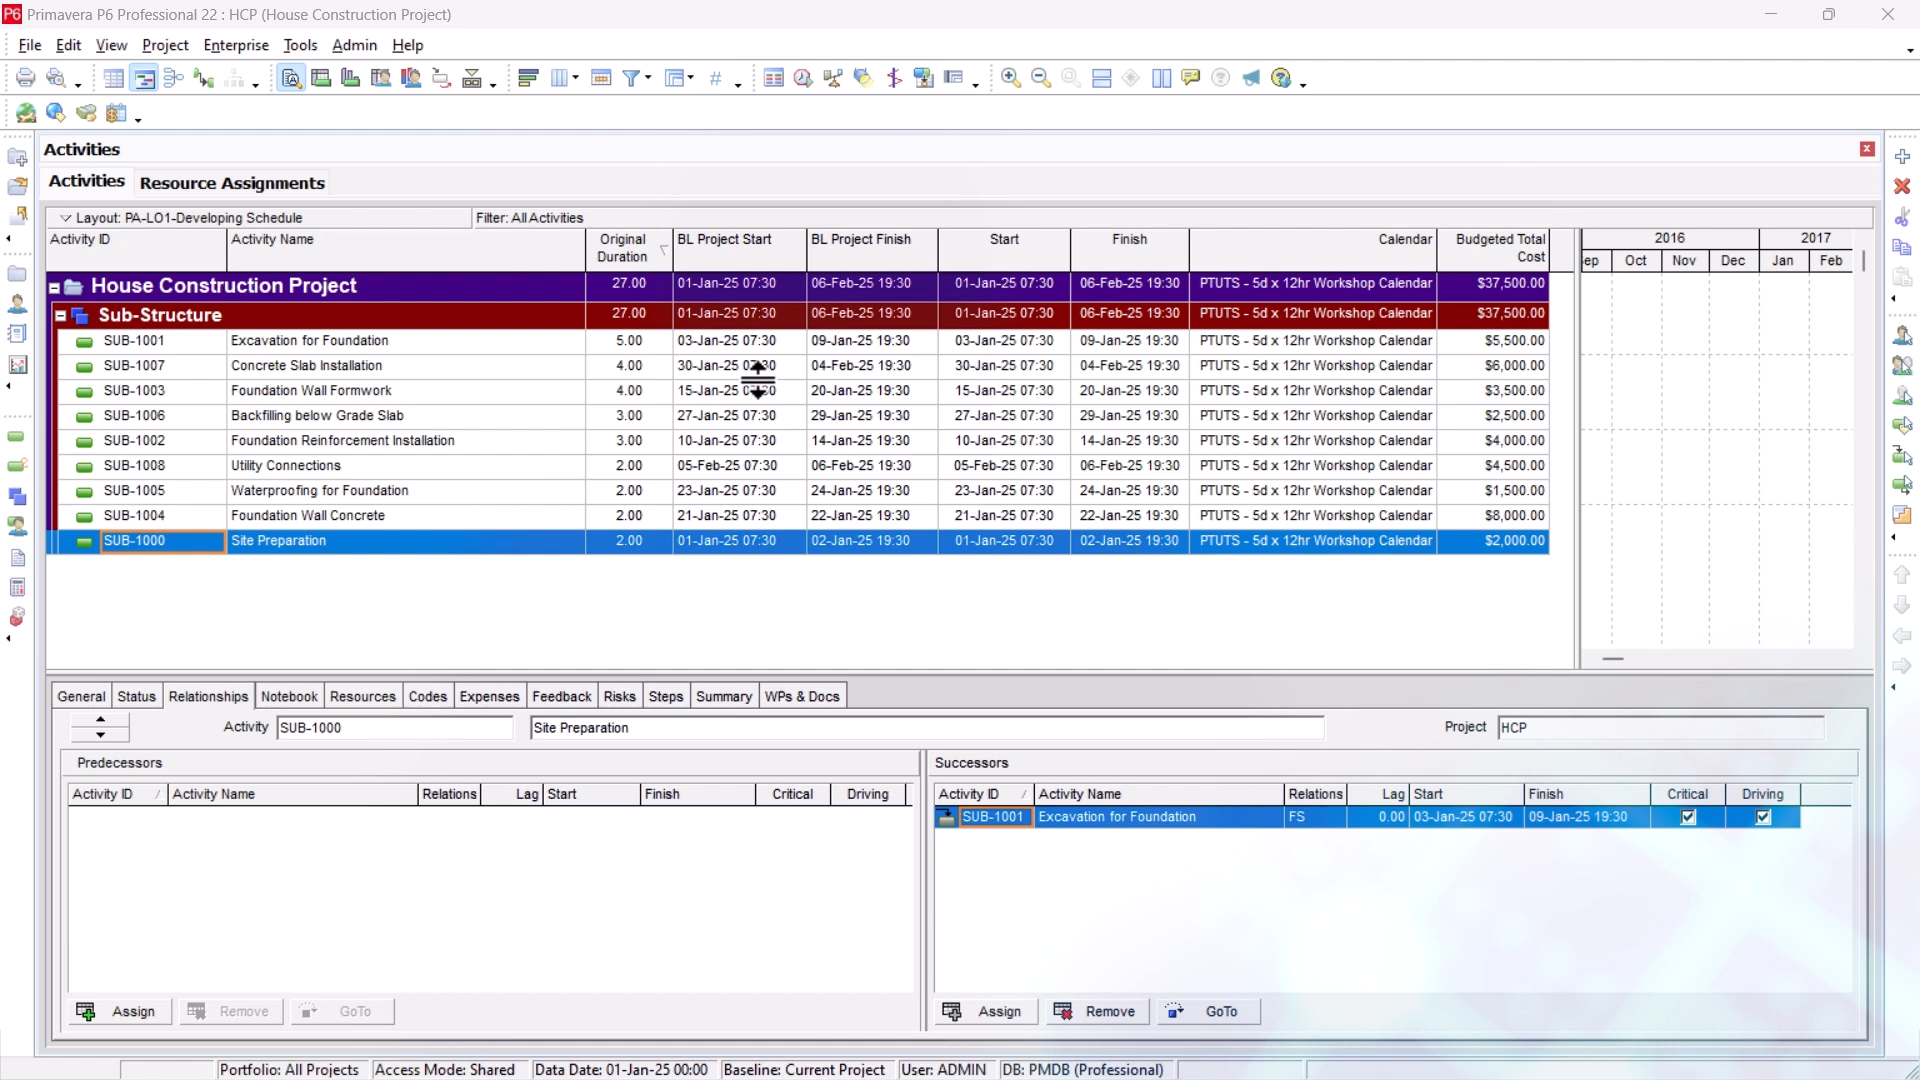 P6 Primavera P6 Professional 22 : HCP (House Construction Project)
File Edit View Project Enterprise Tools Admin Help
Activities
Activities Resource Assignments
Layout: PA-LO1-Developing Schedule Filter: All Activities
Activity ID Activity Name Original Duration BL Project Start BL Project Finish Start Finish Calendar Budgeted Total Cost 2016 2017
ep Oct Nov Dec Jan Feb
House Construction Project 27.00 01-Jan-25 07:30 06-Feb-25 19:30 01-Jan-25 07:30 06-Feb-25 19:30 PTUTS - 5d x 12hr Workshop Calendar $37,500.00
Sub-Structure 27.00 01-Jan-25 07:30 06-Feb-25 19:30 01-Jan-25 07:30 06-Feb-25 19:30 PTUTS - 5d x 12hr Workshop Calendar $37,500.00
SUB-1001 Excavation for Foundation 5.00 03-Jan-25 07:30 09-Jan-25 19:30 03-Jan-25 07:30 09-Jan-25 19:30 PTUTS - 5d x 12hr Workshop Calendar $5,500.00
SUB-1007 Concrete Slab Installation 4.00 30-Jan-25 07:30 04-Feb-25 19:30 30-Jan-25 07:30 04-Feb-25 19:30 PTUTS - 5d x 12hr Workshop Calendar $6,000.00
SUB-1003 Foundation Wall Formwork 4.00 15-Jan-25 07:30 20-Jan-25 19:30 15-Jan-25 07:30 20-Jan-25 19:30 PTUTS - 5d x 12hr Workshop Calendar $3,500.00
SUB-1006 Backfilling below Grade Slab 3.00 27-Jan-25 07:30 29-Jan-25 19:30 27-Jan-25 07:30 29-Jan-25 19:30 PTUTS - 5d x 12hr Workshop Calendar $2,500.00
SUB-1002 Foundation Reinforcement Installation 3.00 10-Jan-25 07:30 14-Jan-25 19:30 10-Jan-25 07:30 14-Jan-25 19:30 PTUTS - 5d x 12hr Workshop Calendar $4,000.00
SUB-1008 Utility Connections 2.00 05-Feb-25 07:30 06-Feb-25 19:30 05-Feb-25 07:30 06-Feb-25 19:30 PTUTS - 5d x 12hr Workshop Calendar $4,500.00
SUB-1005 Waterproofing for Foundation 2.00 23-Jan-25 07:30 24-Jan-25 19:30 23-Jan-25 07:30 24-Jan-25 19:30 PTUTS - 5d x 12hr Workshop Calendar $1,500.00
SUB-1004 Foundation Wall Concrete 2.00 21-Jan-25 07:30 22-Jan-25 19:30 21-Jan-25 07:30 22-Jan-25 19:30 PTUTS - 5d x 12hr Workshop Calendar $8,000.00
SUB-1000 Site Preparation 2.00 01-Jan-25 07:30 02-Jan-25 19:30 01-Jan-25 07:30 02-Jan-25 19:30 PTUTS - 5d x 12hr Workshop Calendar $2,000.00
General Status Relationships Notebook Resources Codes Expenses Feedback Risks Steps Summary WPs & Docs
Activity SUB-1000 Site Preparation Project HCP
Predecessors Successors
Activity ID Activity Name Relations Lag Start Finish Critical Driving Activity ID Activity Name Relations Lag Start Finish Critical Driving
SUB-1001 Excavation for Foundation FS 0.00 03-Jan-25 07:30 09-Jan-25 19:30
Assign Remove GoTo Assign Remove GoTo
Portfolio: All Projects Access Mode: Shared Data Date: 01-Jan-25 00:00 Baseline: Current Project User: ADMIN DB: PMDB (Professional)